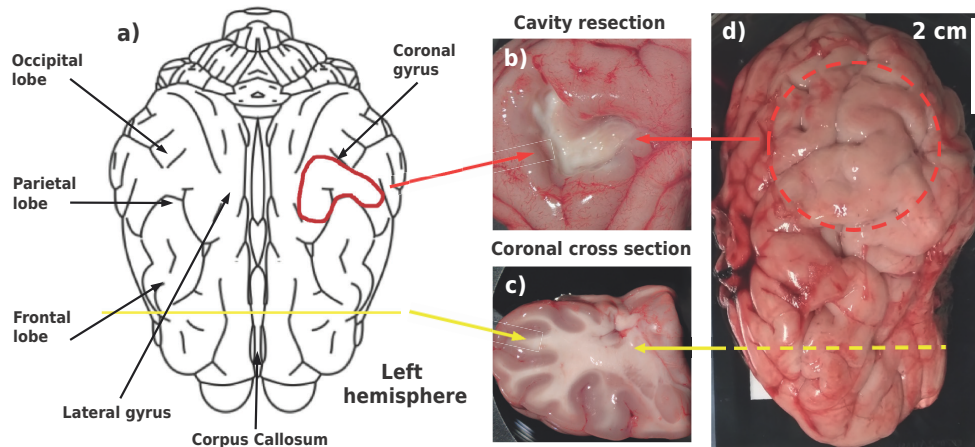 a)
Occipital
lobe
Coronal
gyrus
Parietal
lobe
Frontal
lobe
Lateral gyrus
Corpus Callosum
Left
hemisphere
Cavity resection
b)
Coronal cross section
c)
d)
2 cm